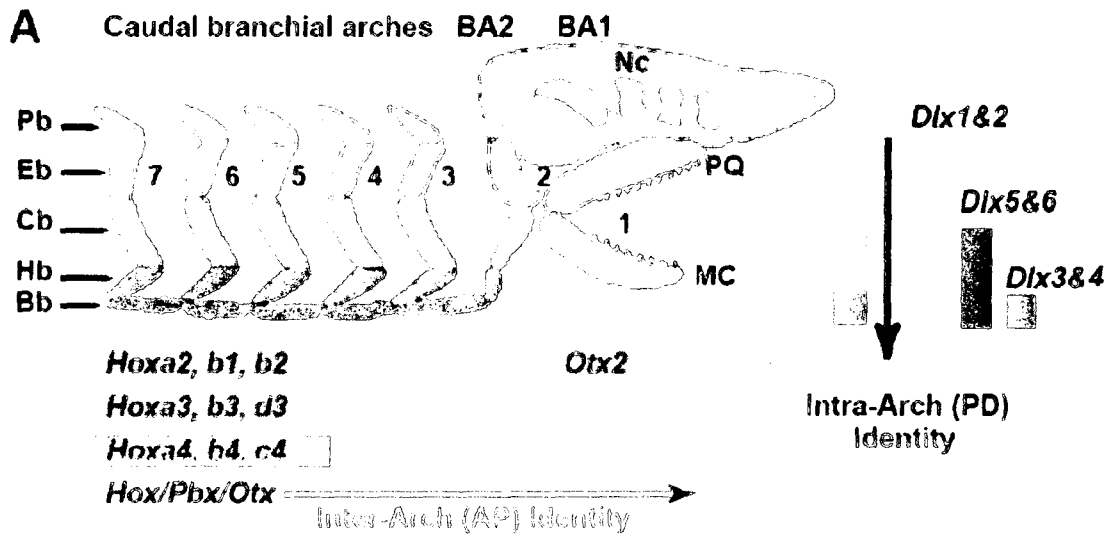 A
Caudal branchial arches BA2 BA1
Nc
Pb
Eb
Cb
Hb
Bb
7 6 5 4 3 2 1
PQ
MC
Dlx1&2
Dlx5&6
Dlx3&4
Hoxa2, b1, b2
Otx2
Hoxa3, b3, d3
Hoxa4, b4, c4
Hox/Pbx/Otx
Inter-Arch (AP) Identity
Intra-Arch (PD)
Identity